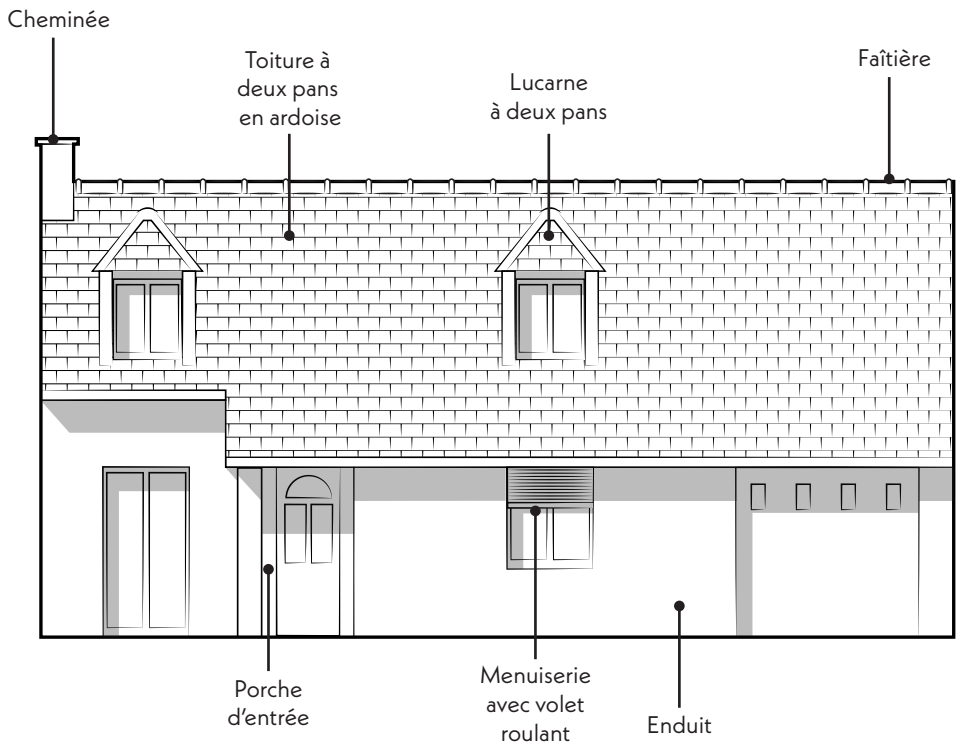 Cheminée
Toiture à
deux pans
en ardoise
Lucarne
à deux pans
Faîtière
Porche
d’entrée
Menuiserie
avec volet
roulant
Enduit